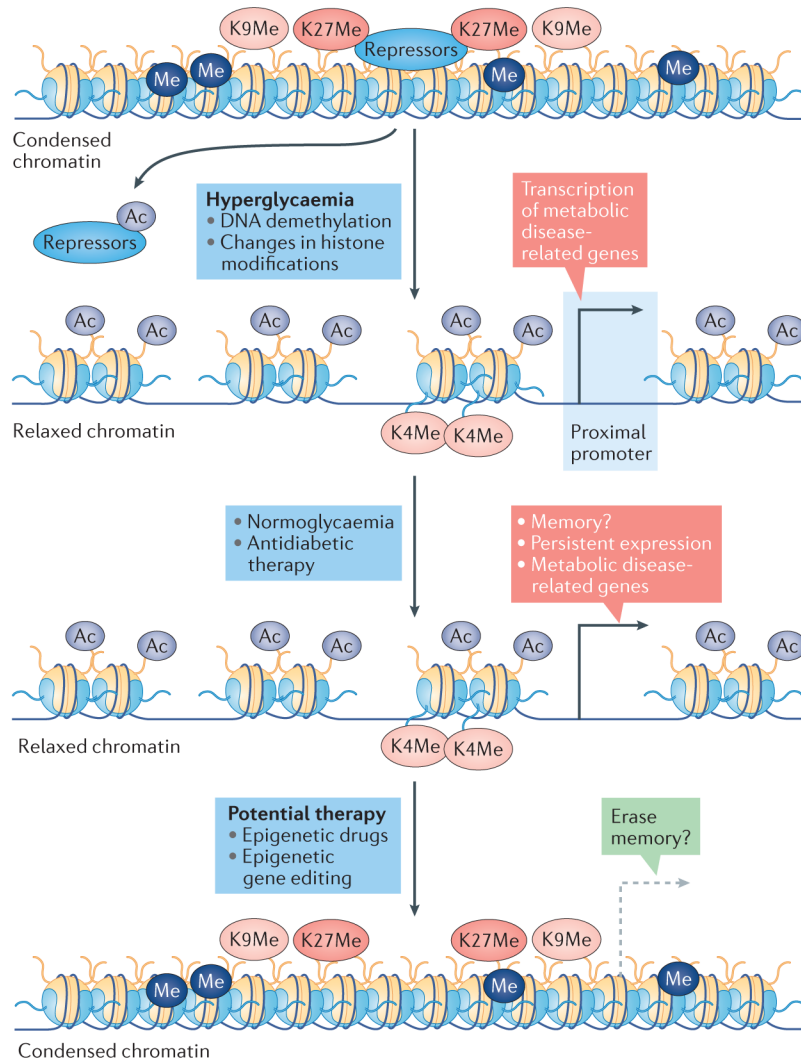 K9Me
K27Me
Repressors
K27Me
K9Me
Me
Me
Me
Me
Condensed
chromatin
Ac
Repressors
Hyperglycaemia
• DNA demethylation
• Changes in histone
modifications
Transcription
of metabolic
disease-
related genes
Ac
Ac
Ac
Ac
Ac
Ac
Ac
Ac
K4Me
K4Me
Relaxed chromatin
Proximal
promoter
• Normoglycaemia
• Antidiabetic
therapy
• Memory?
• Persistent expression
• Metabolic disease-
related genes
Ac
Ac
Ac
Ac
Ac
Ac
Ac
Ac
K4Me
K4Me
Relaxed chromatin
Potential therapy
• Epigenetic drugs
• Epigenetic
gene editing
Erase
memory?
K9Me
K27Me
K27Me
K9Me
Me
Me
Me
Me
Condensed chromatin